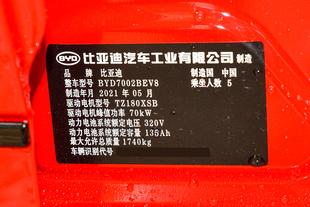 BYD 比亚迪汽车工业有限公司 制造
品牌 比亚迪 制造国 中国
整车型号 BYD7002BEV8 乘坐人数 5
制造年月 2021 年 05 月
驱动电机型号 TZ180XSB
驱动电机峰值功率 70kW
动力电池系统额定电压 320V
动力电池系统额定容量 135Ah
最大允许总质量 1740kg
车辆识别代号